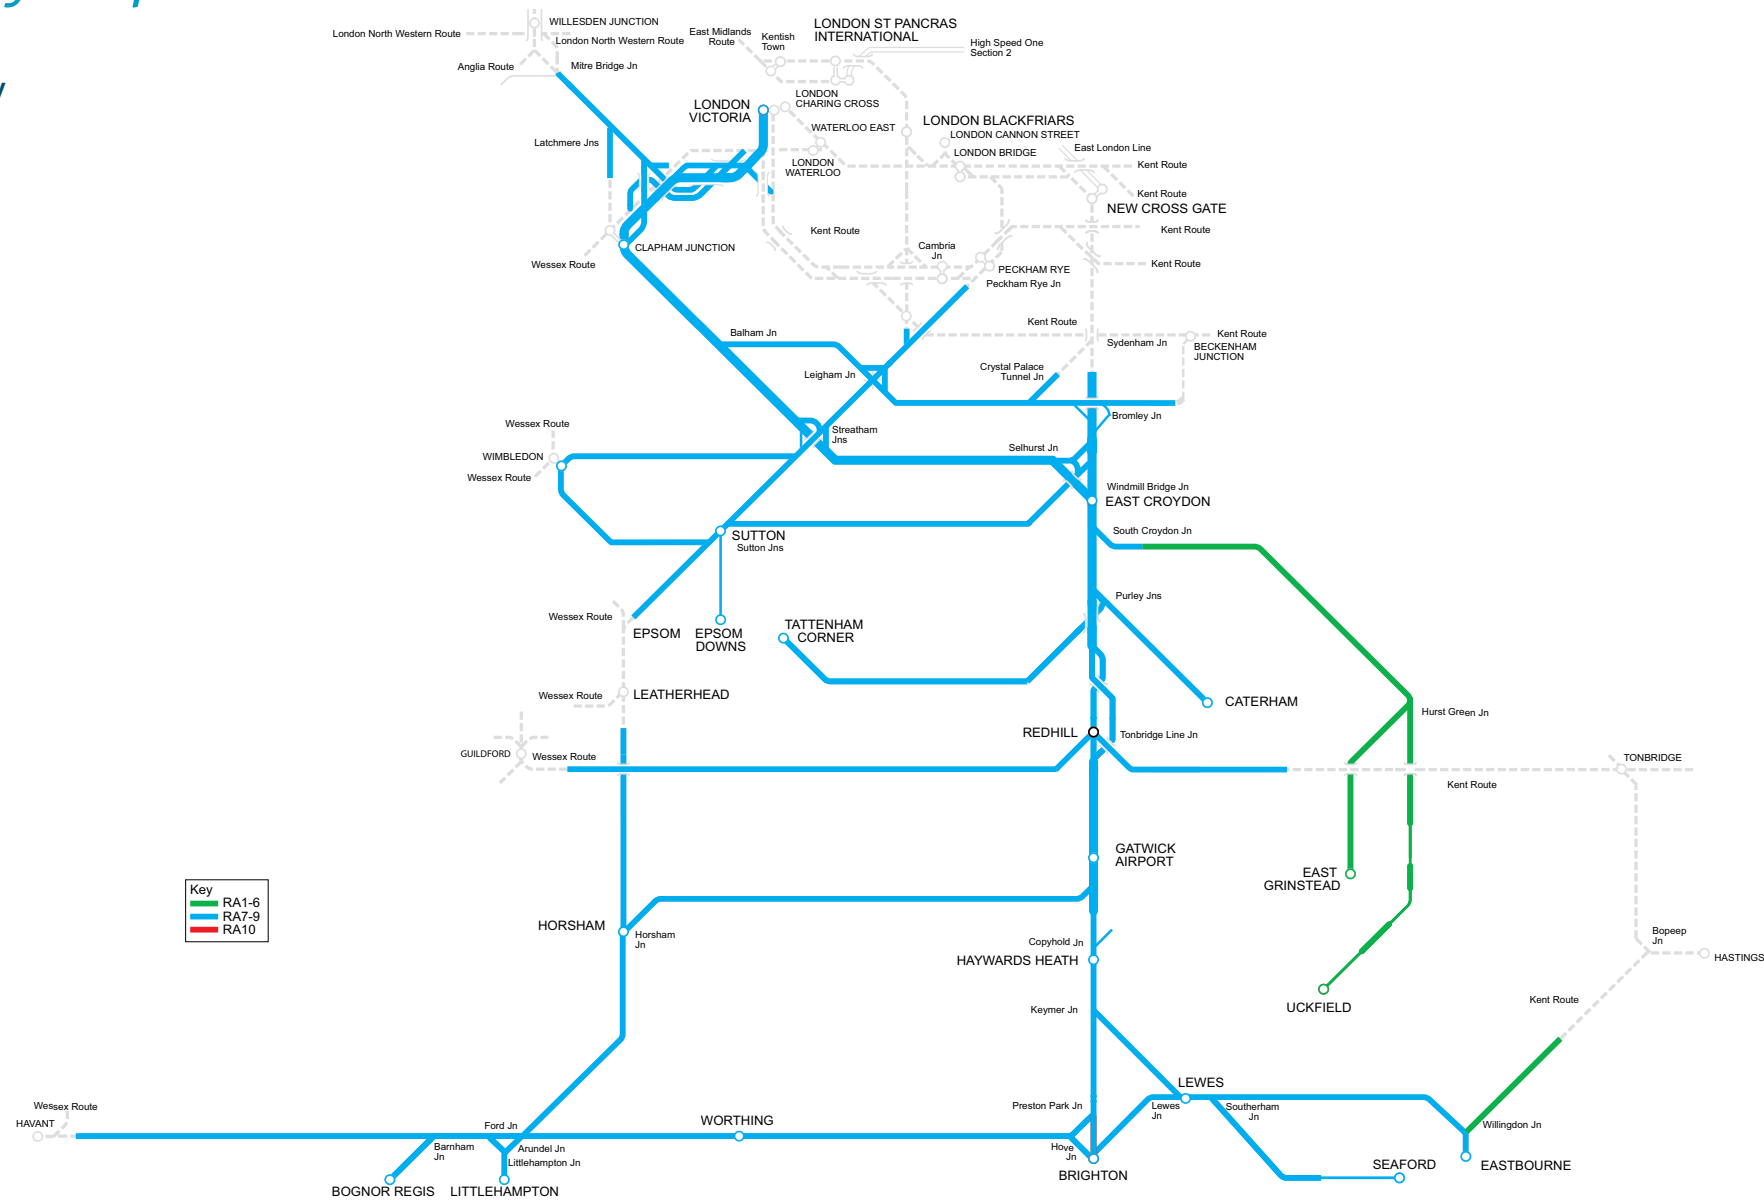 WILLESDEN JUNCTION
London North Western Route
London North Western Route
Anglia Route
Mitre Bridge Jn
East Midlands
Route
Kentish
Town
LONDON ST PANCRAS
INTERNATIONAL
High Speed One
Section 2
LONDON
VICTORIA
LONDON
CHARING CROSS
WATERLOO EAST
LONDON BLACKFRIARS
LONDON CANNON STREET
LONDON BRIDGE
East London Line
Kent Route
Latchmere Jns
LONDON
WATERLOO
Kent Route
NEW CROSS GATE
Kent Route
Kent Route
CLAPHAM JUNCTION
Cambria
Jn
Wessex Route
PECKHAM RYE
Peckham Rye Jn
Kent Route
Kent Route
Balham Jn
Kent Route
Sydenham Jn
BECKENHAM
JUNCTION
Leigham Jn
Crystal Palace
Tunnel Jn
Bromley Jn
Wessex Route
Streatham
Jns
Selhurst Jn
WIMBLEDON
Wessex Route
Windmill Bridge Jn
EAST CROYDON
SUTTON
Sutton Jns
South Croydon Jn
Purley Jns
Wessex Route
EPSOM
EPSOM
DOWNS
TATTENHAM
CORNER
Wessex Route
LEATHERHEAD
CATERHAM
Hurst Green Jn
REDHILL
Tonbridge Line Jn
GUILDFORD
Wessex Route
TONBRIDGE
Kent Route
GATWICK
AIRPORT
EAST
GRINSTEAD
Key
RA1-6
RA7-9
RA10
HORSHAM
Horsham
Jn
Copyhold Jn
HAYWARDS HEATH
Bopeep
Jn
HASTINGS
UCKFIELD
Kent Route
Keymer Jn
LEWES
Preston Park Jn
Lewes
Jn
Southerham
Jn
Wessex Route
HAVANT
WORTHING
Ford Jn
Willingdon Jn
Barnham
Jn
Arundel Jn
Littlehampton Jn
Hove
Jn
BRIGHTON
SEAFORD
EASTBOURNE
BOGNOR REGIS
LITTLEHAMPTON